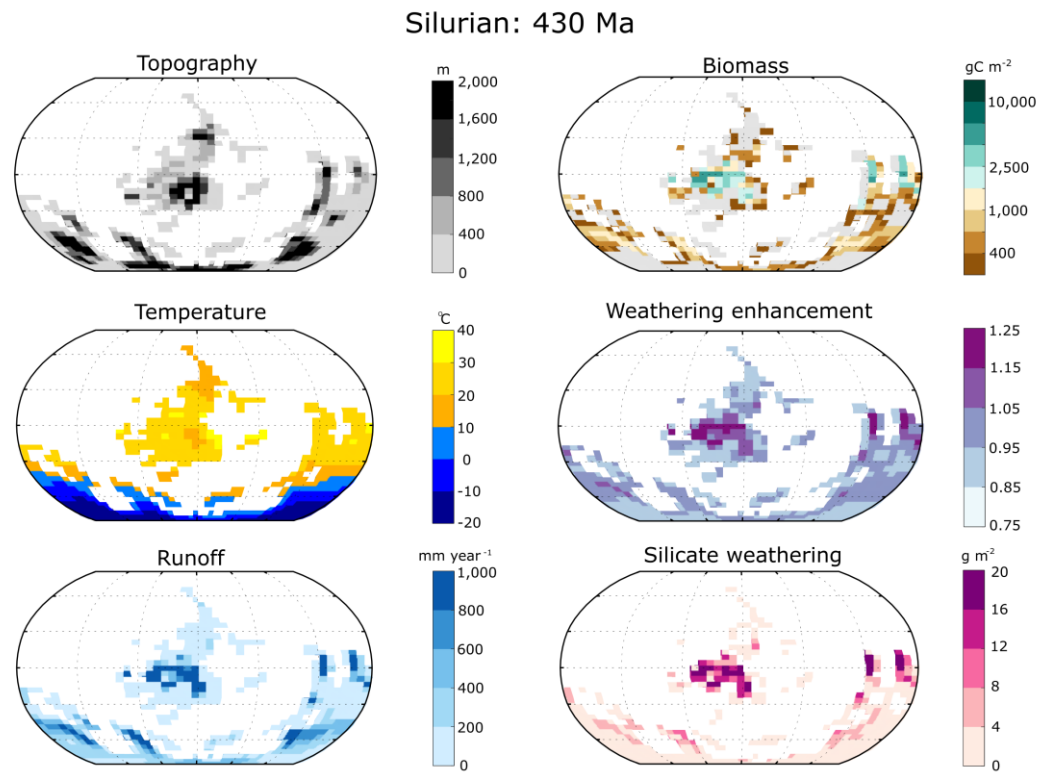 Silurian: 430 Ma
Topography
m
2,000
1,600
1,200
800
400
0
Biomass
gC m⁻²
10,000
2,500
1,000
400
Temperature
°C
40
30
20
10
0
-10
-20
Weathering enhancement
1.25
1.15
1.05
0.95
0.85
0.75
Runoff
mm year⁻¹
1,000
800
600
400
200
0
Silicate weathering
g m⁻²
20
16
12
8
4
0